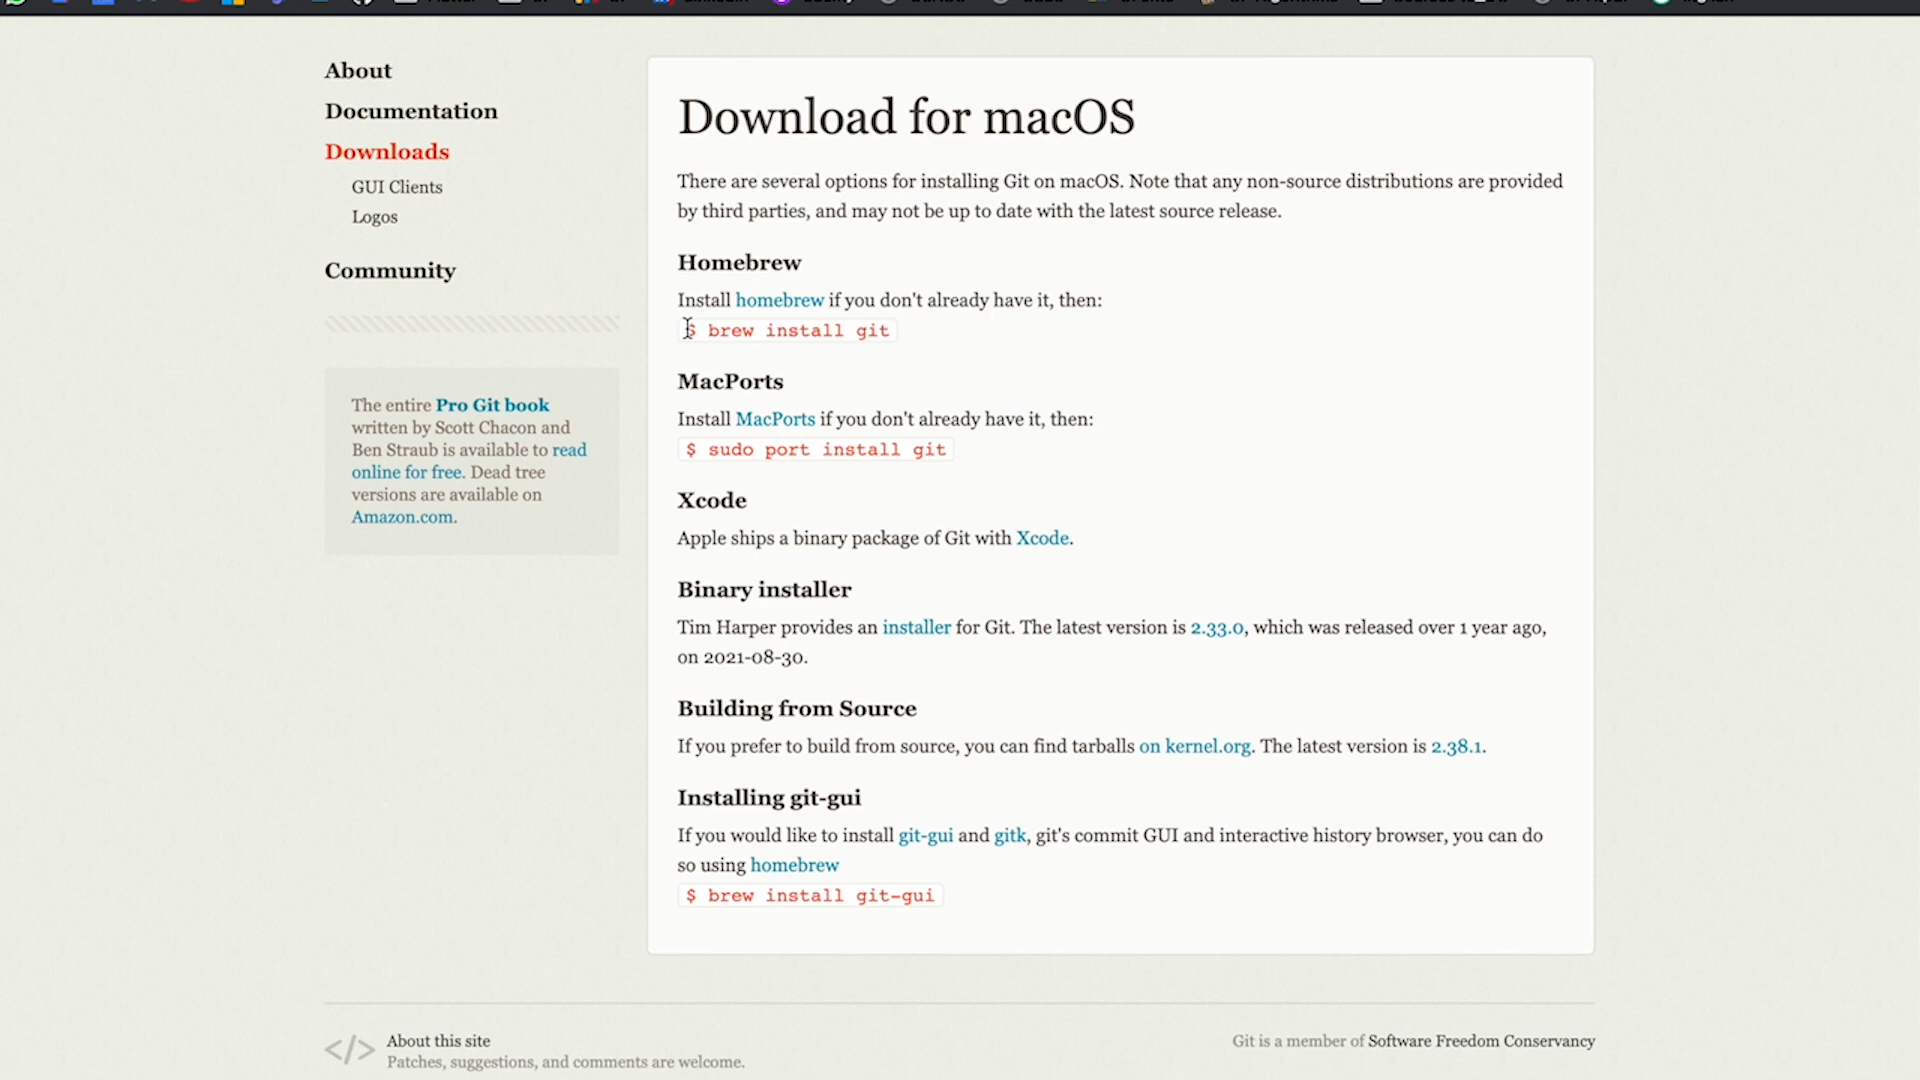 About
Documentation
Downloads
GUI Clients
Logos
Community
The entire Pro Git book
written by Scott Chacon and
Ben Straub is available to read
online for free. Dead tree
versions are available on
Amazon.com.
Download for macOS
There are several options for installing Git on macOS. Note that any non-source distributions are provided
by third parties, and may not be up to date with the latest source release.
Homebrew
Install homebrew if you don't already have it, then:
$ brew install git
MacPorts
Install MacPorts if you don't already have it, then:
$ sudo port install git
Xcode
Apple ships a binary package of Git with Xcode.
Binary installer
Tim Harper provides an installer for Git. The latest version is 2.33.0, which was released over 1 year ago,
on 2021-08-30.
Building from Source
If you prefer to build from source, you can find tarballs on kernel.org. The latest version is 2.38.1.
Installing git-gui
If you would like to install git-gui and gitk, git's commit GUI and interactive history browser, you can do
so using homebrew
$ brew install git-gui
</> About this site
Patches, suggestions, and comments are welcome.
Git is a member of Software Freedom Conservancy